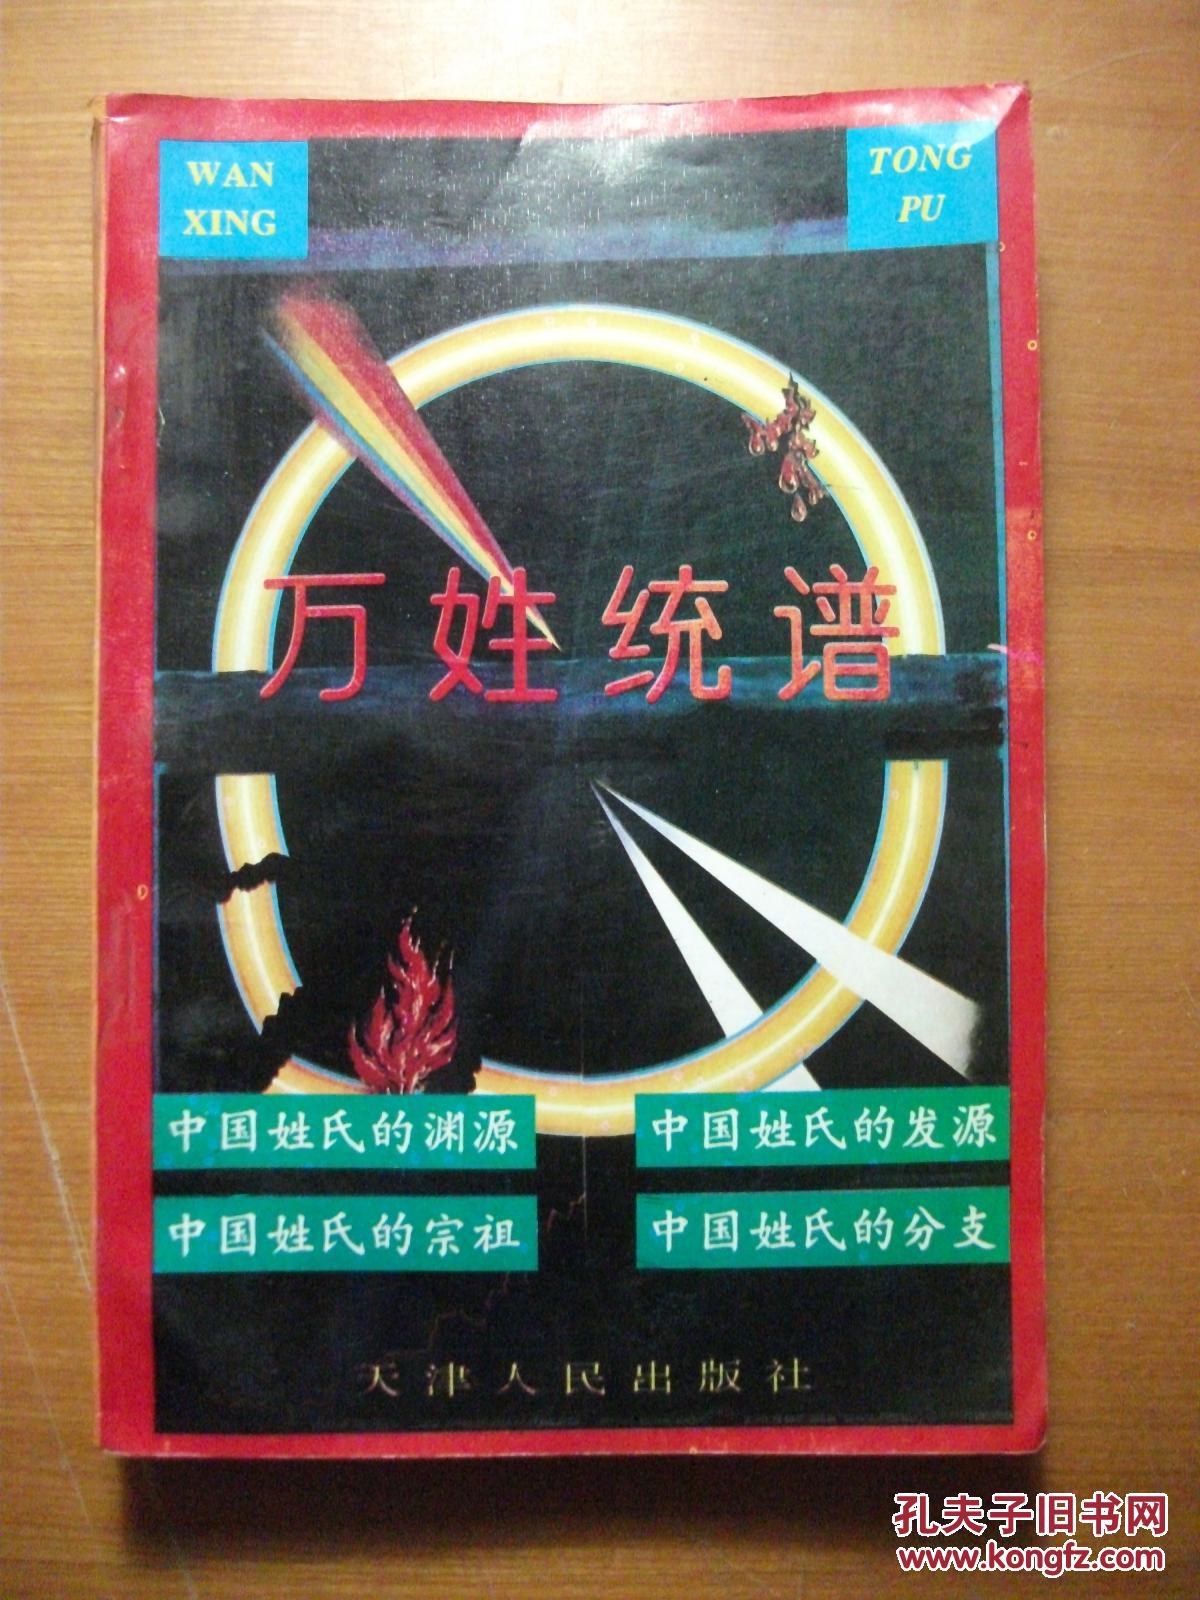 WAN
XING
TONG
PU
万姓统谱
中国姓氏的渊源
中国姓氏的发源
中国姓氏的宗祖
中国姓氏的分支
天津人民出版社
孔夫子旧书网
www.kongfz.com